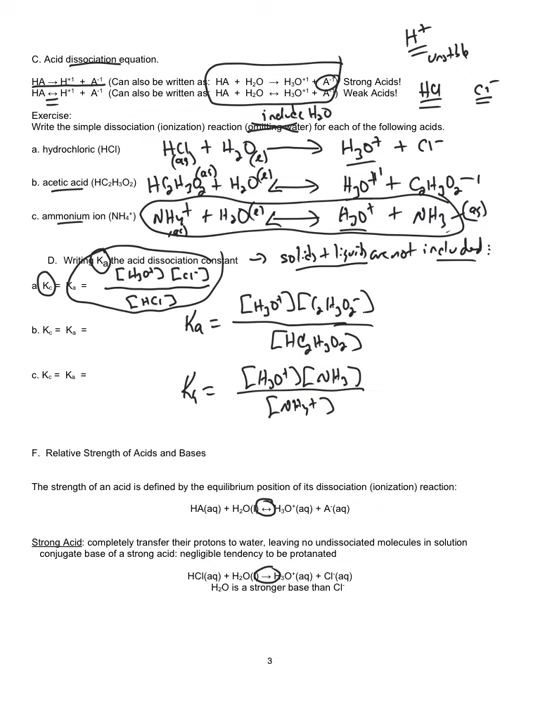 H+
unstble
C. Acid dissociation equation.
HA → H+1 + A-1 (Can also be written as: HA + H2O → H3O+1 + A-1) Strong Acids!
HA ↔ H+1 + A-1 (Can also be written as HA + H2O ↔ H3O+1 + A-1) Weak Acids!
HCl Cl-
Exercise: include H2O
Write the simple dissociation (ionization) reaction (omitting water) for each of the following acids.
a. hydrochloric (HCl) HCl(aq) + H2O(l) → H3O+ + Cl-
b. acetic acid (HC2H3O2) HC2H3O2(aq) + H2O(l) ↔ H3O+1 + C2H3O2-1
c. ammonium ion (NH4+) NH4+(aq) + H2O(l) ↔ H3O+ + NH3(aq)
D. Writing Ka the acid dissociation constant → solids + liquids are not included:
a. Kc = Ka = [H3O+][Cl-] / [HCl]
b. Kc = Ka = Ka = [H3O+][C2H3O2-] / [HC2H3O2]
c. Kc = Ka = Ka = [H3O+][NH3] / [NH4+]
F. Relative Strength of Acids and Bases
The strength of an acid is defined by the equilibrium position of its dissociation (ionization) reaction:
HA(aq) + H2O(l) ↔ H3O+(aq) + A-(aq)
Strong Acid: completely transfer their protons to water, leaving no undissociated molecules in solution
conjugate base of a strong acid: negligible tendency to be protanated
HCl(aq) + H2O(l) → H3O+(aq) + Cl-(aq)
H2O is a stronger base than Cl-
3